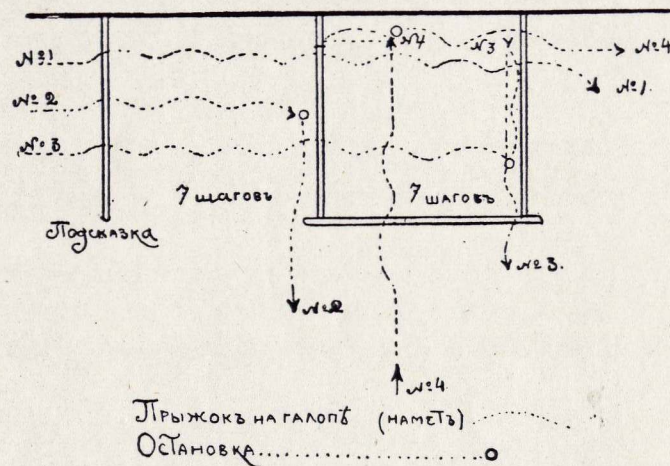 №4
№3
№4
№1
№1.
№2
№3
7 шаговъ
7 шаговъ
Подсказка
№3.
№2
№4.
Прыжокъ на галопѣ (наметъ)
Остановка